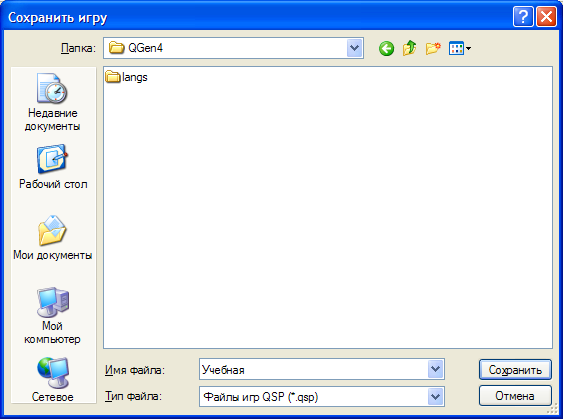 Сохранить игру
Папка:
QGen4
langs
Недавние
документы
Рабочий стол
Мои документы
Мой
компьютер
Сетевое
Имя файла:
Учебная
Сохранить
Тип файла:
Файлы игр QSP (*.qsp)
Отмена